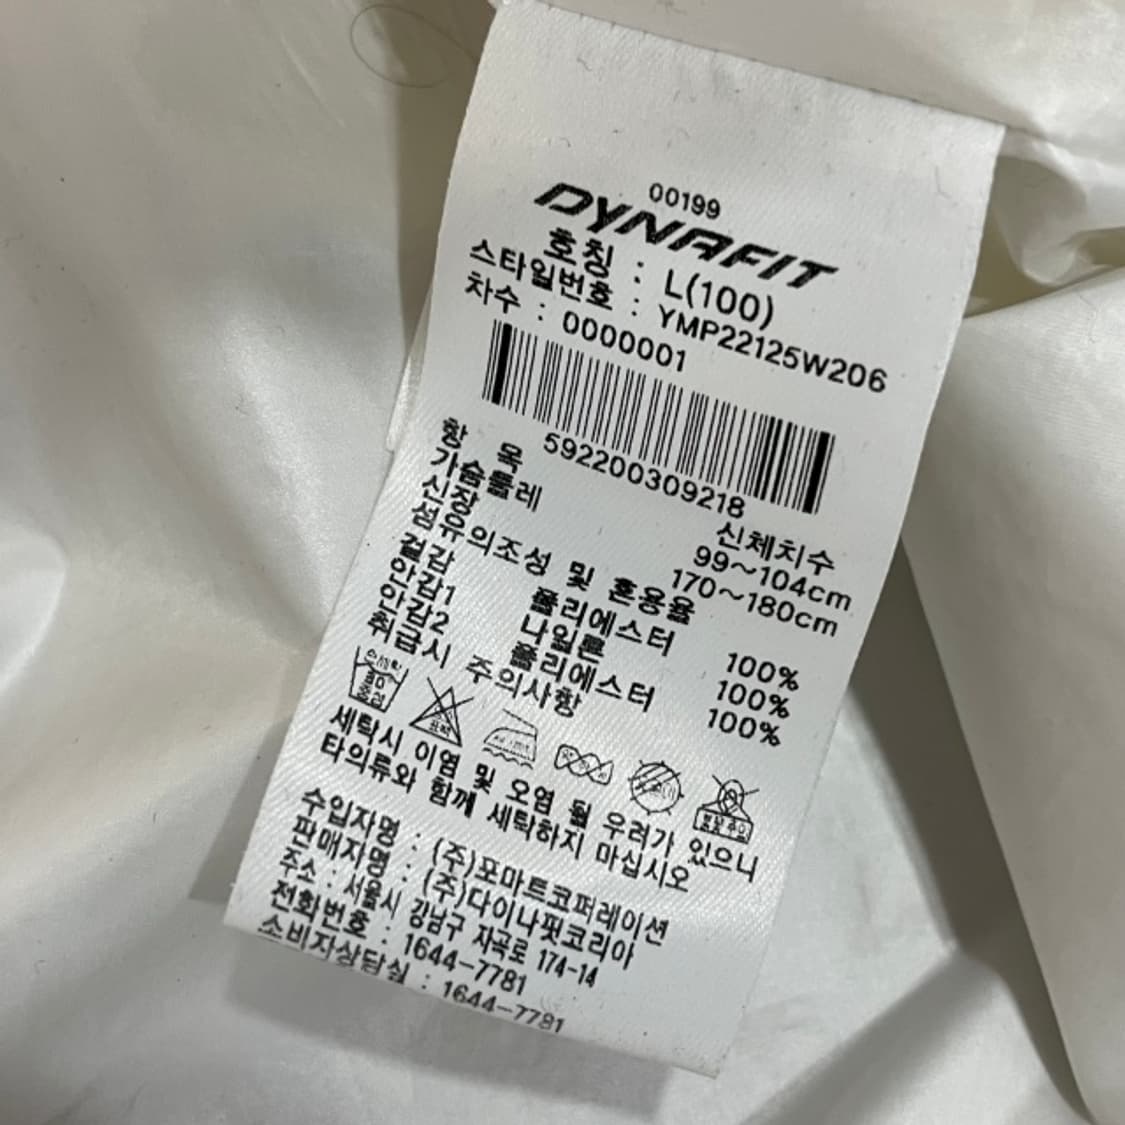 00199
DYNAFIT
호칭 : L(100)
스타일번호 : YMP22125W206
차수 : 0000001
592200309218
항 목 신체치수
가슴둘레 99~104cm
신장 170~180cm
섬유의조성 및 혼용율
겉감 폴리에스터 100%
안감1 나일론 100%
안감2 폴리에스터 100%
취급시 주의사항
중성
표백
세탁시 이염 및 오염 될 우려가 있으니
타의류와 함께 세탁하지 마십시오
수입자명 : (주)포마트코퍼레이션
판매자명 : (주)다이나핏코리아
주소 : 서울시 강남구 자곡로 174-14
전화번호 : 1644-7781
소비자상담실 : 1644-7781